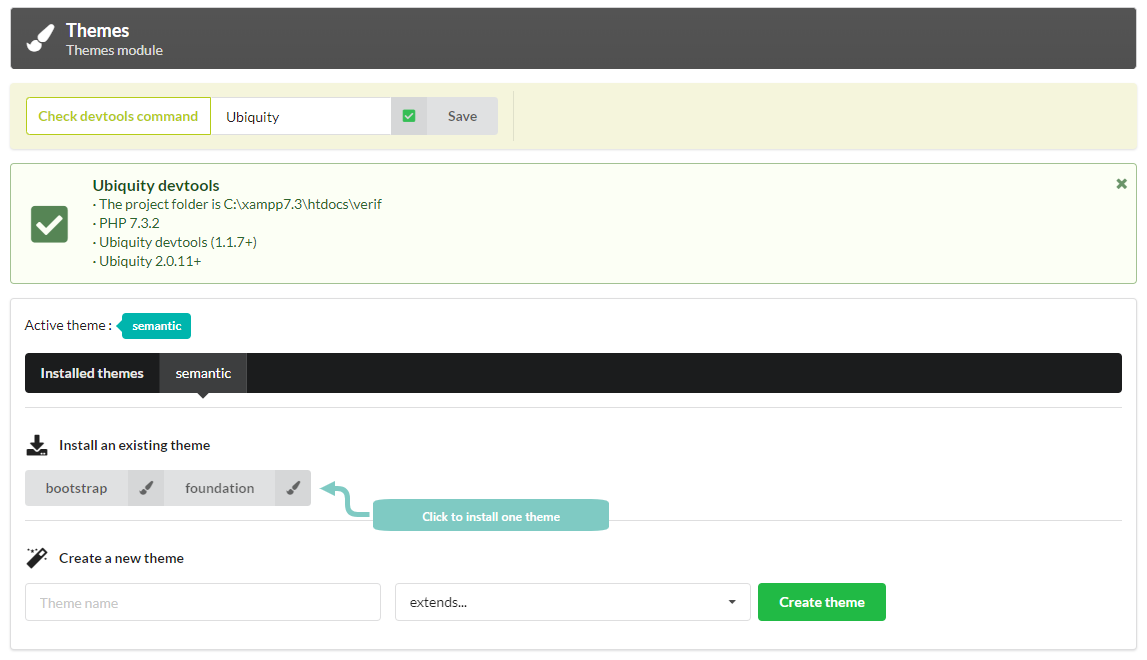 Themes
Themes module
Check devtools command Ubiquity Save
Ubiquity devtools
· The project folder is C:\xampp7.3\htdocs\verif
· PHP 7.3.2
· Ubiquity devtools (1.1.7+)
· Ubiquity 2.0.11+
Active theme : semantic
Installed themes semantic
Install an existing theme
bootstrap foundation
Click to install one theme
Create a new theme
Theme name extends... Create theme